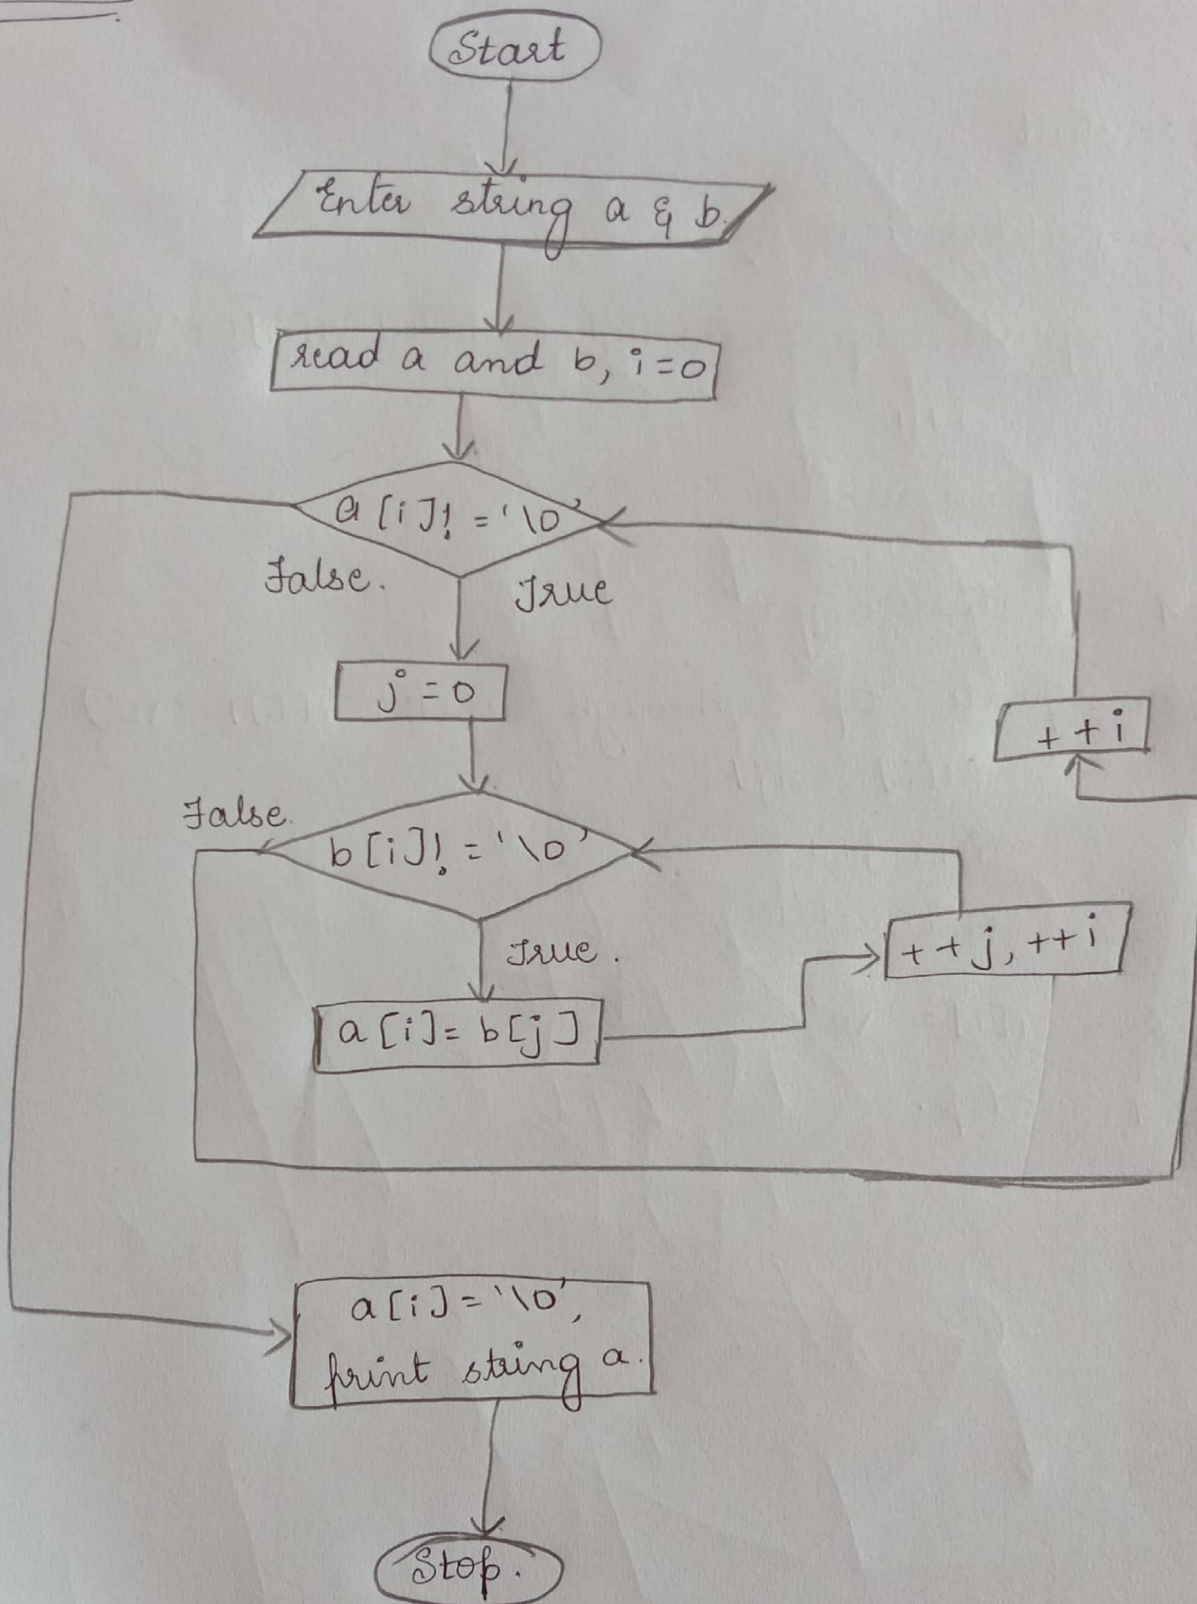 Start
Enter string a & b.
read a and b, i=0
a[i]!='\0'
False.
True
j=0
++i
False.
b[i]!='\0'
True.
++j, ++i
a[i]=b[j]
a[i]='\0',
print string a.
Stop.